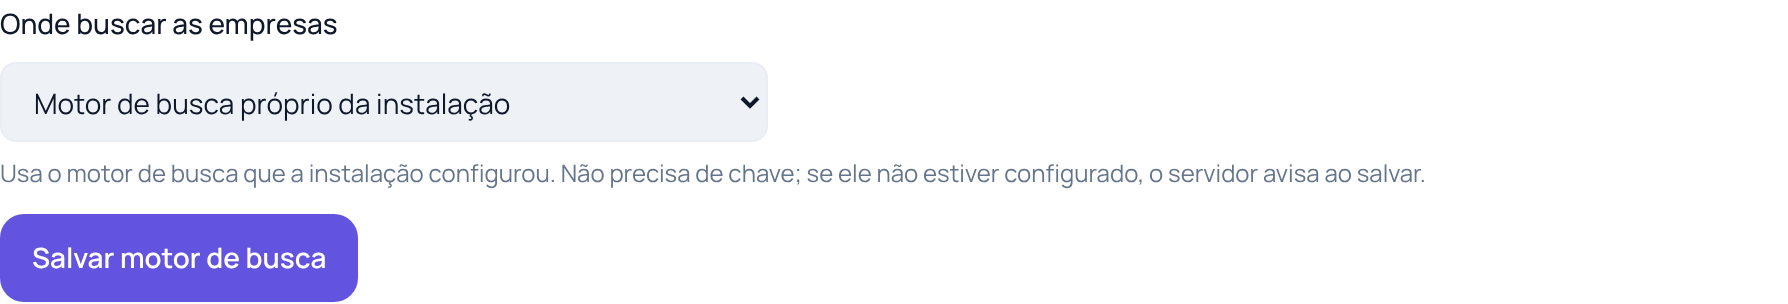 Onde buscar as empresas
Motor de busca próprio da instalação
Usa o motor de busca que a instalação configurou. Não precisa de chave; se ele não estiver configurado, o servidor avisa ao salvar.
Salvar motor de busca